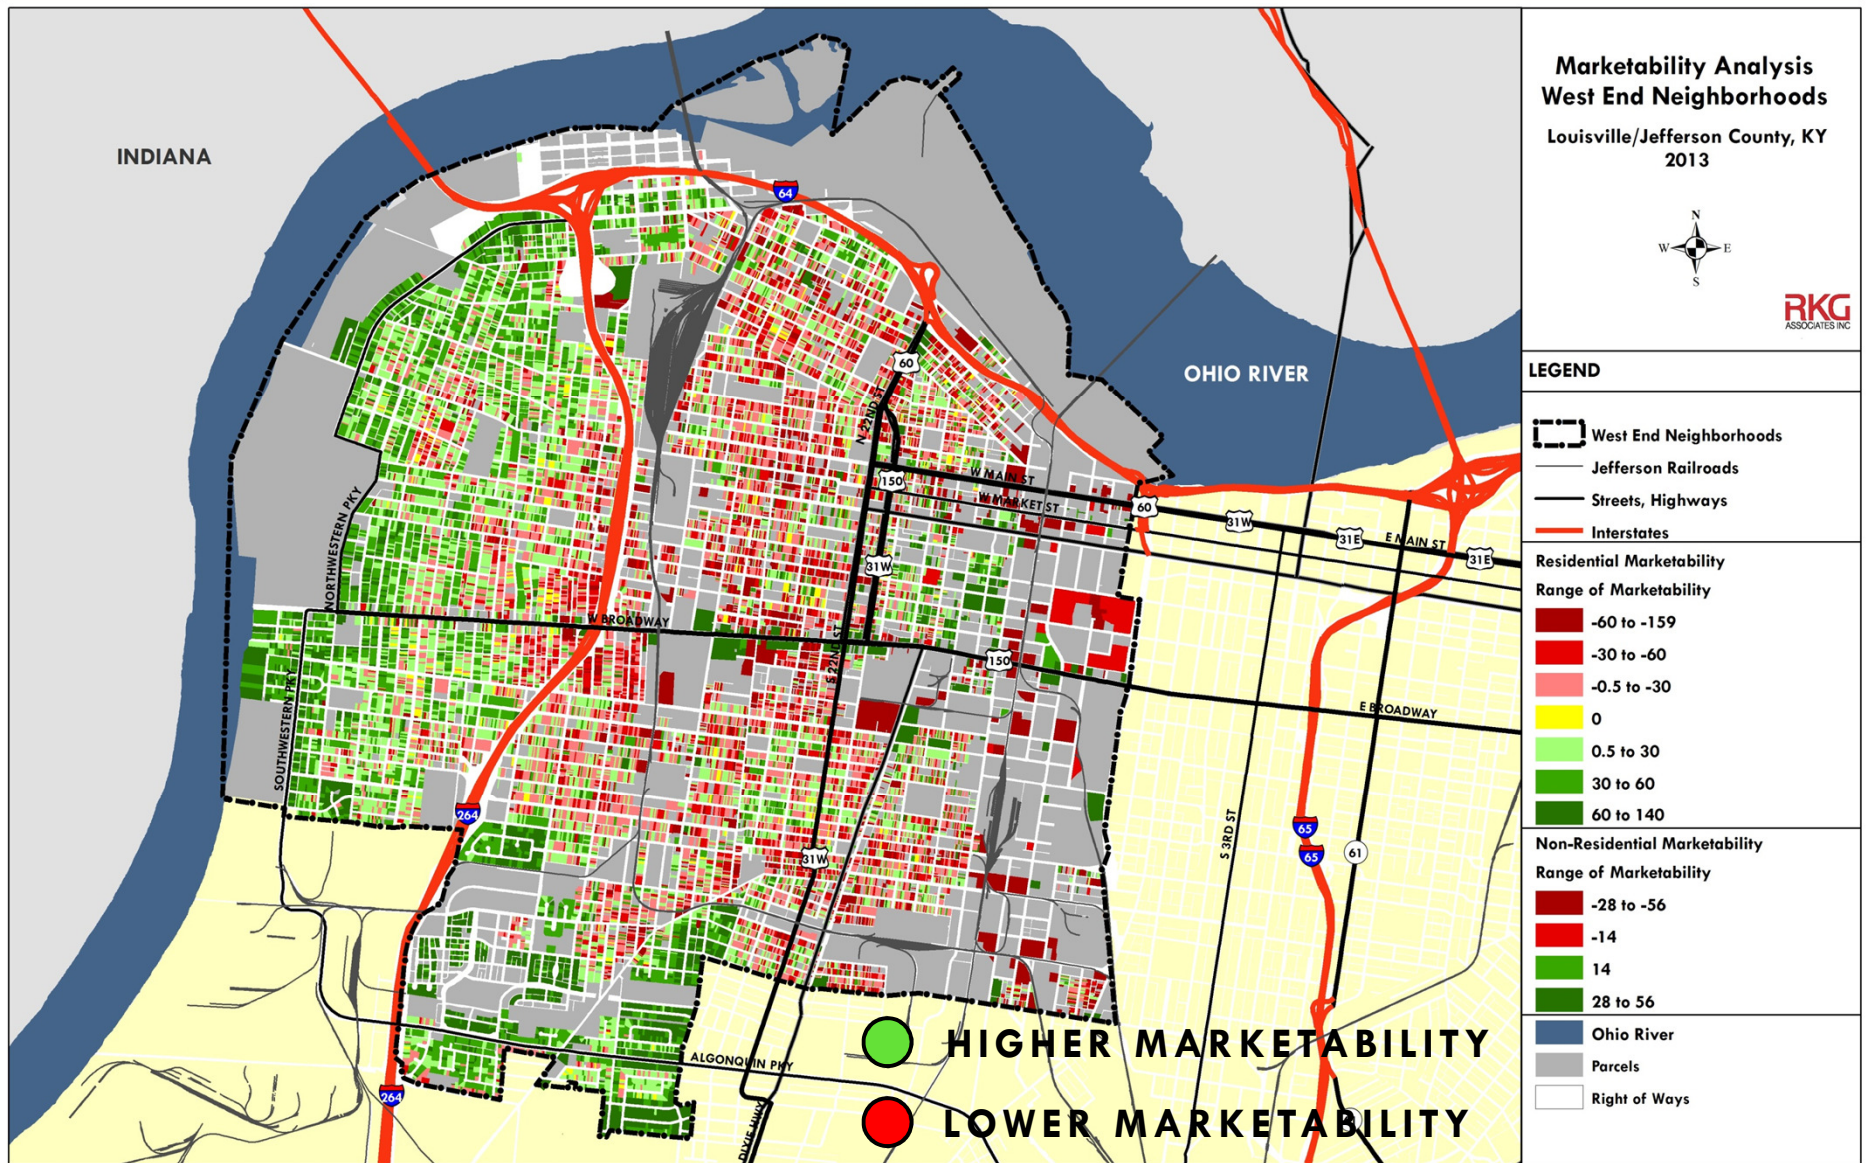 Marketability Analysis
West End Neighborhoods
Louisville/Jefferson County, KY
2013
N
W
E
S
RKG
ASSOCIATES INC
LEGEND
West End Neighborhoods
Jefferson Railroads
Streets, Highways
Interstates
Residential Marketability
Range of Marketability
-60 to -159
-30 to -60
-0.5 to -30
0
0.5 to 30
30 to 60
60 to 140
Non-Residential Marketability
Range of Marketability
-28 to -56
-14
14
28 to 56
Ohio River
Parcels
Right of Ways
INDIANA
64
OHIO RIVER
60
N 22ND ST
W MAIN ST
150
W MARKET ST
60
31W
31E
E MAIN ST
31E
31W
NORTHWESTERN PKY
W BROADWAY
S 22ND ST
150
E BROADWAY
SOUTHWESTERN PKY
264
S 3RD ST
65
65
61
31W
ALGONQUIN PKY
264
DIXIE HWY
HIGHER MARKETABILITY
LOWER MARKETABILITY